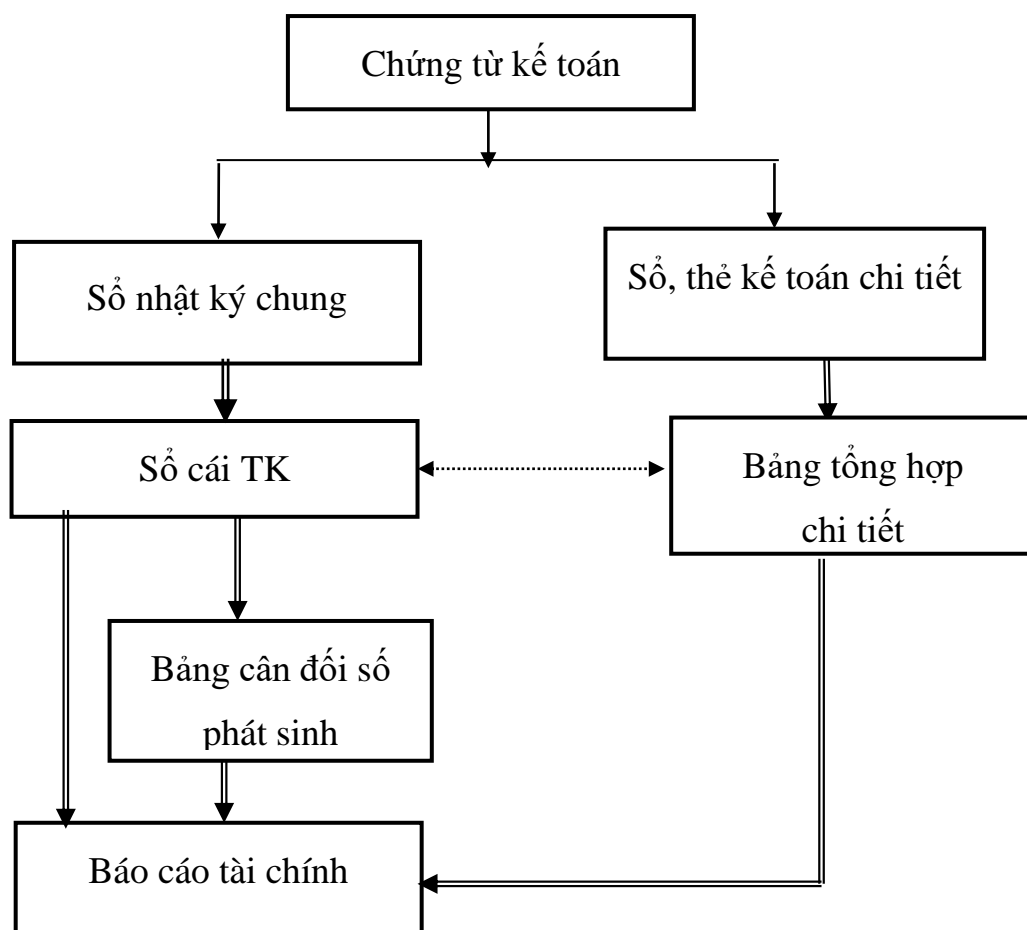 Chứng từ kế toán
Sổ nhật ký chung
Sổ, thẻ kế toán chi tiết
Sổ cái TK
Bảng tổng hợp
chi tiết
Bảng cân đối số
phát sinh
Báo cáo tài chính